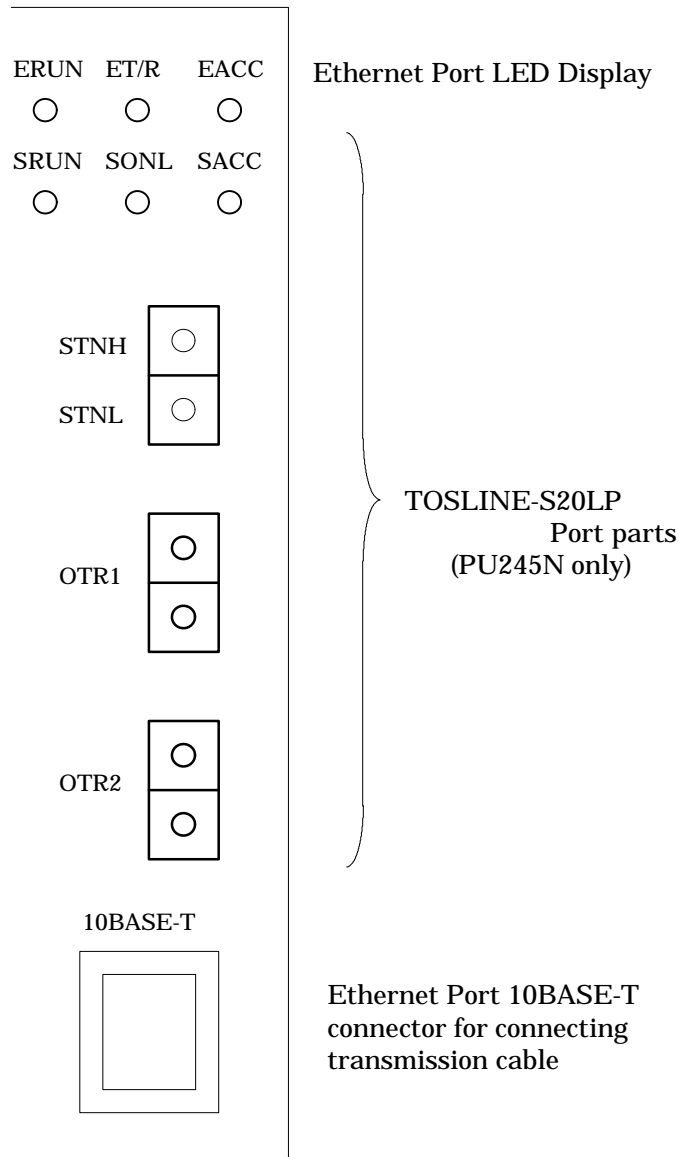 ERUN ET/R EACC
Ethernet Port LED Display
SRUN SONL SACC
STNH
STNL
TOSLINE-S20LP
Port parts
(PU245N only)
OTR1
OTR2
10BASE-T
Ethernet Port 10BASE-T
connector for connecting
transmission cable